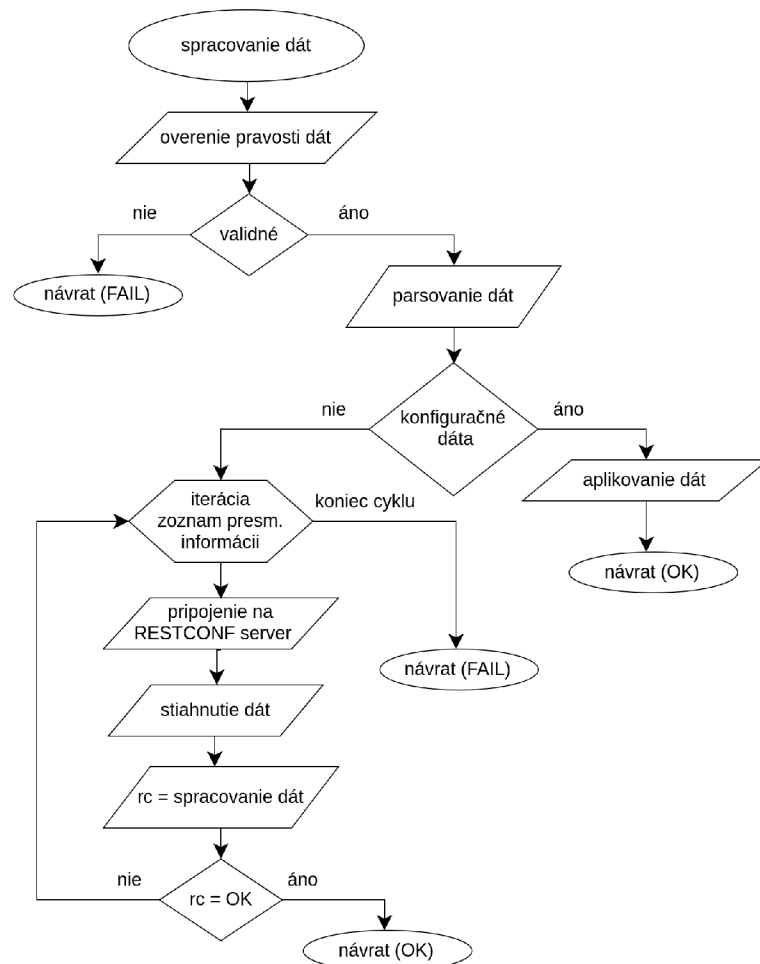 spracovanie dát
overenie pravosti dát
nie
áno
validné
návrat (FAIL)
parsovanie dát
nie
konfiguračné
dáta
áno
iterácia
zoznam presm.
informácii
koniec cyklu
aplikovanie dát
návrat (OK)
pripojenie na
RESTCONF server
návrat (FAIL)
stiahnutie dát
rc = spracovanie dát
nie
rc = OK
áno
návrat (OK)